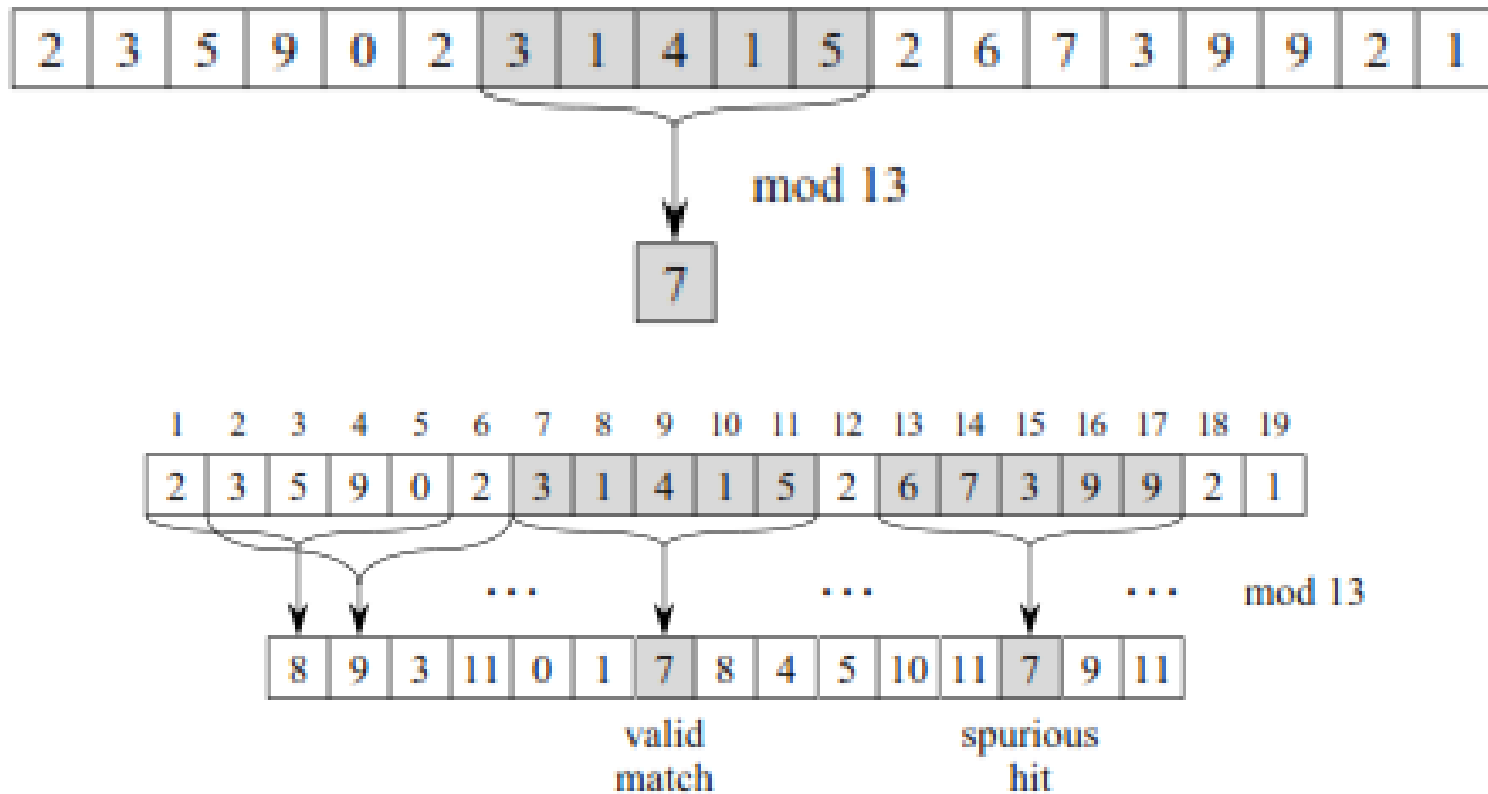 2 3 5 9 0 2 3 1 4 1 5 2 6 7 3 9 9 2 1
mod 13
7
1 2 3 4 5 6 7 8 9 10 11 12 13 14 15 16 17 18 19
2 3 5 9 0 2 3 1 4 1 5 2 6 7 3 9 9 2 1
... ... ... mod 13
8 9 3 11 0 1 7 8 4 5 10 11 7 9 11
valid spurious
match hit